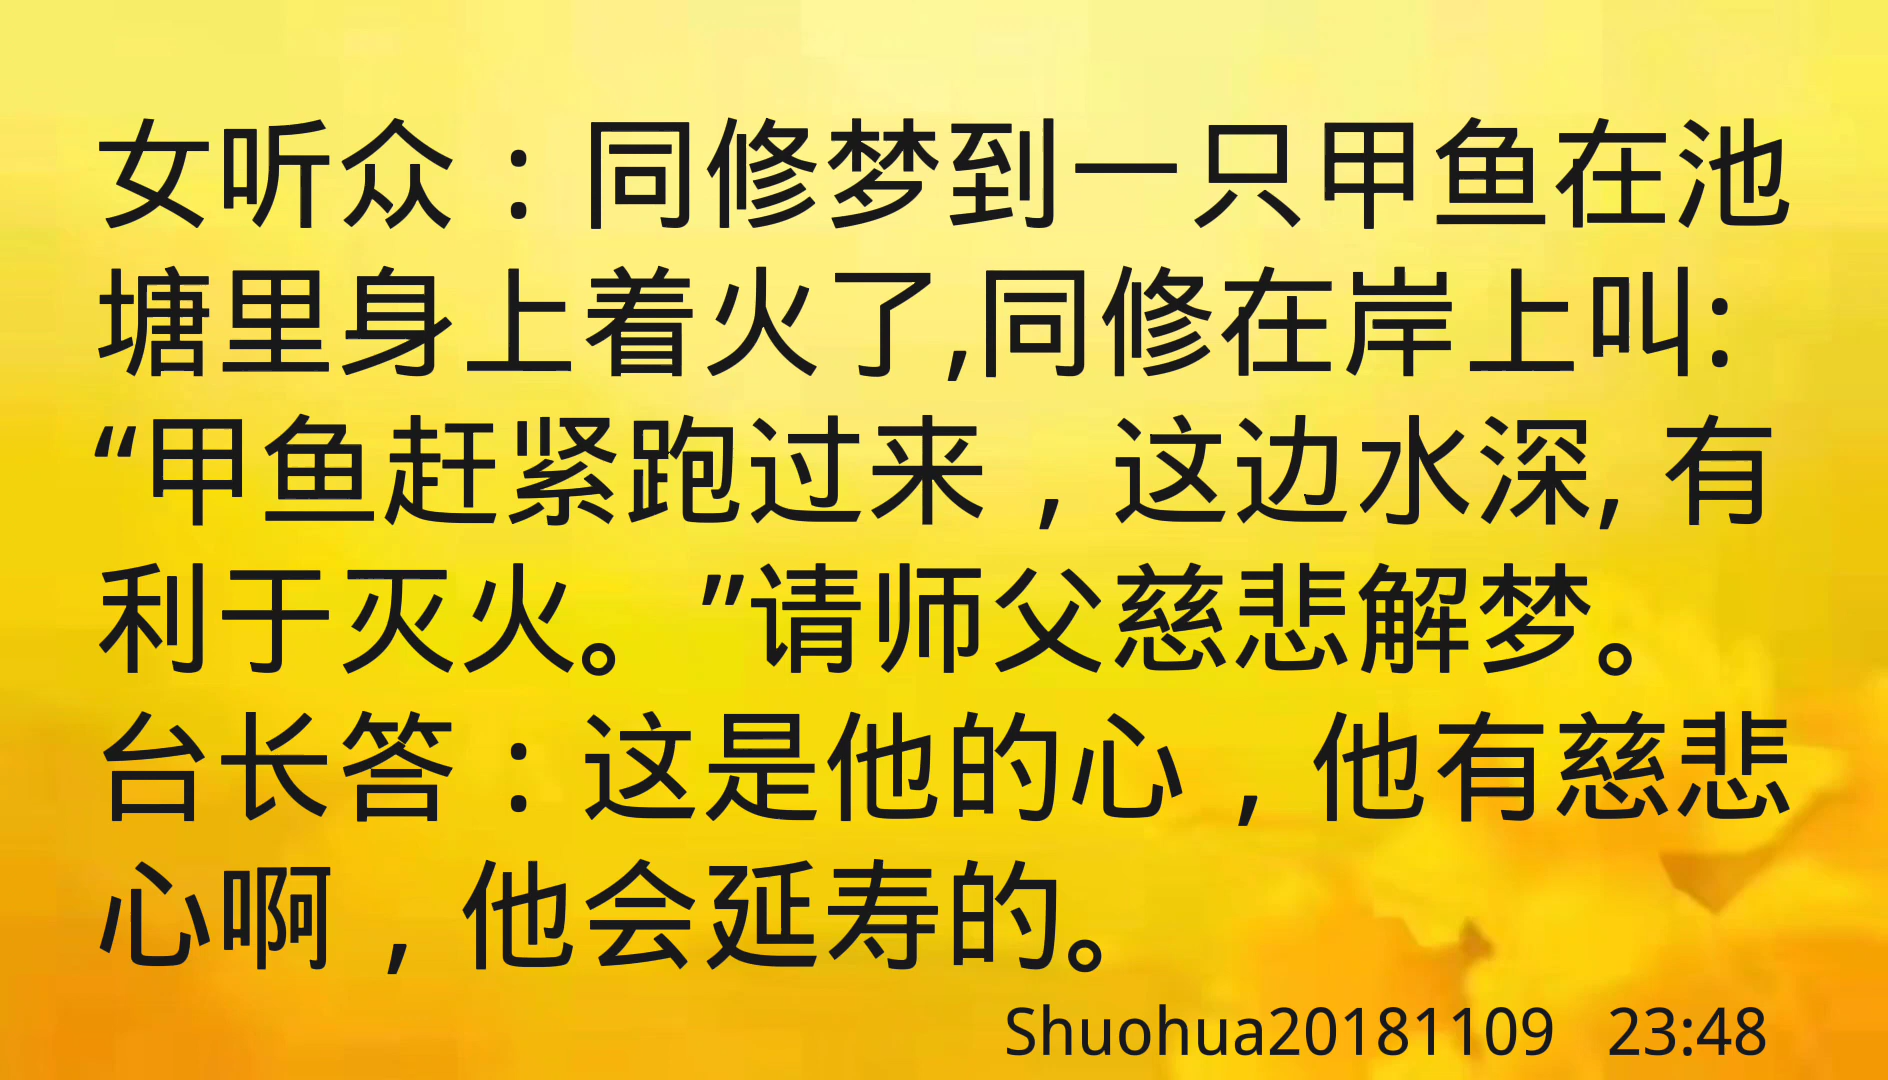 女听众：同修梦到一只甲鱼在池
塘里身上着火了,同修在岸上叫:
“甲鱼赶紧跑过来，这边水深, 有
利于灭火。”请师父慈悲解梦。
台长答：这是他的心，他有慈悲
心啊，他会延寿的。
Shuohua20181109 23:48